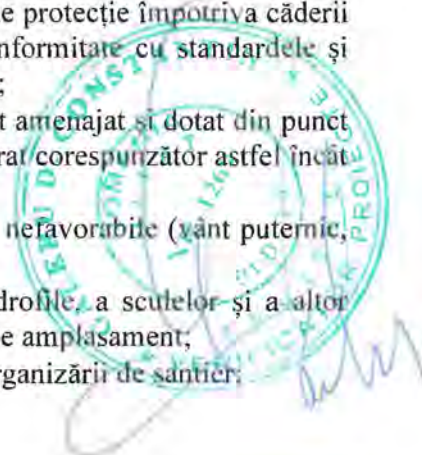 e protecție împotriva căderii
nformitate cu standardele și
;
t amenajat și dotat din punct
rat corespunzător astfel încât
nefavorabile (vânt puternic,
drofile, a sculelor și a altor
e amplasament;
rganizării de șantier;